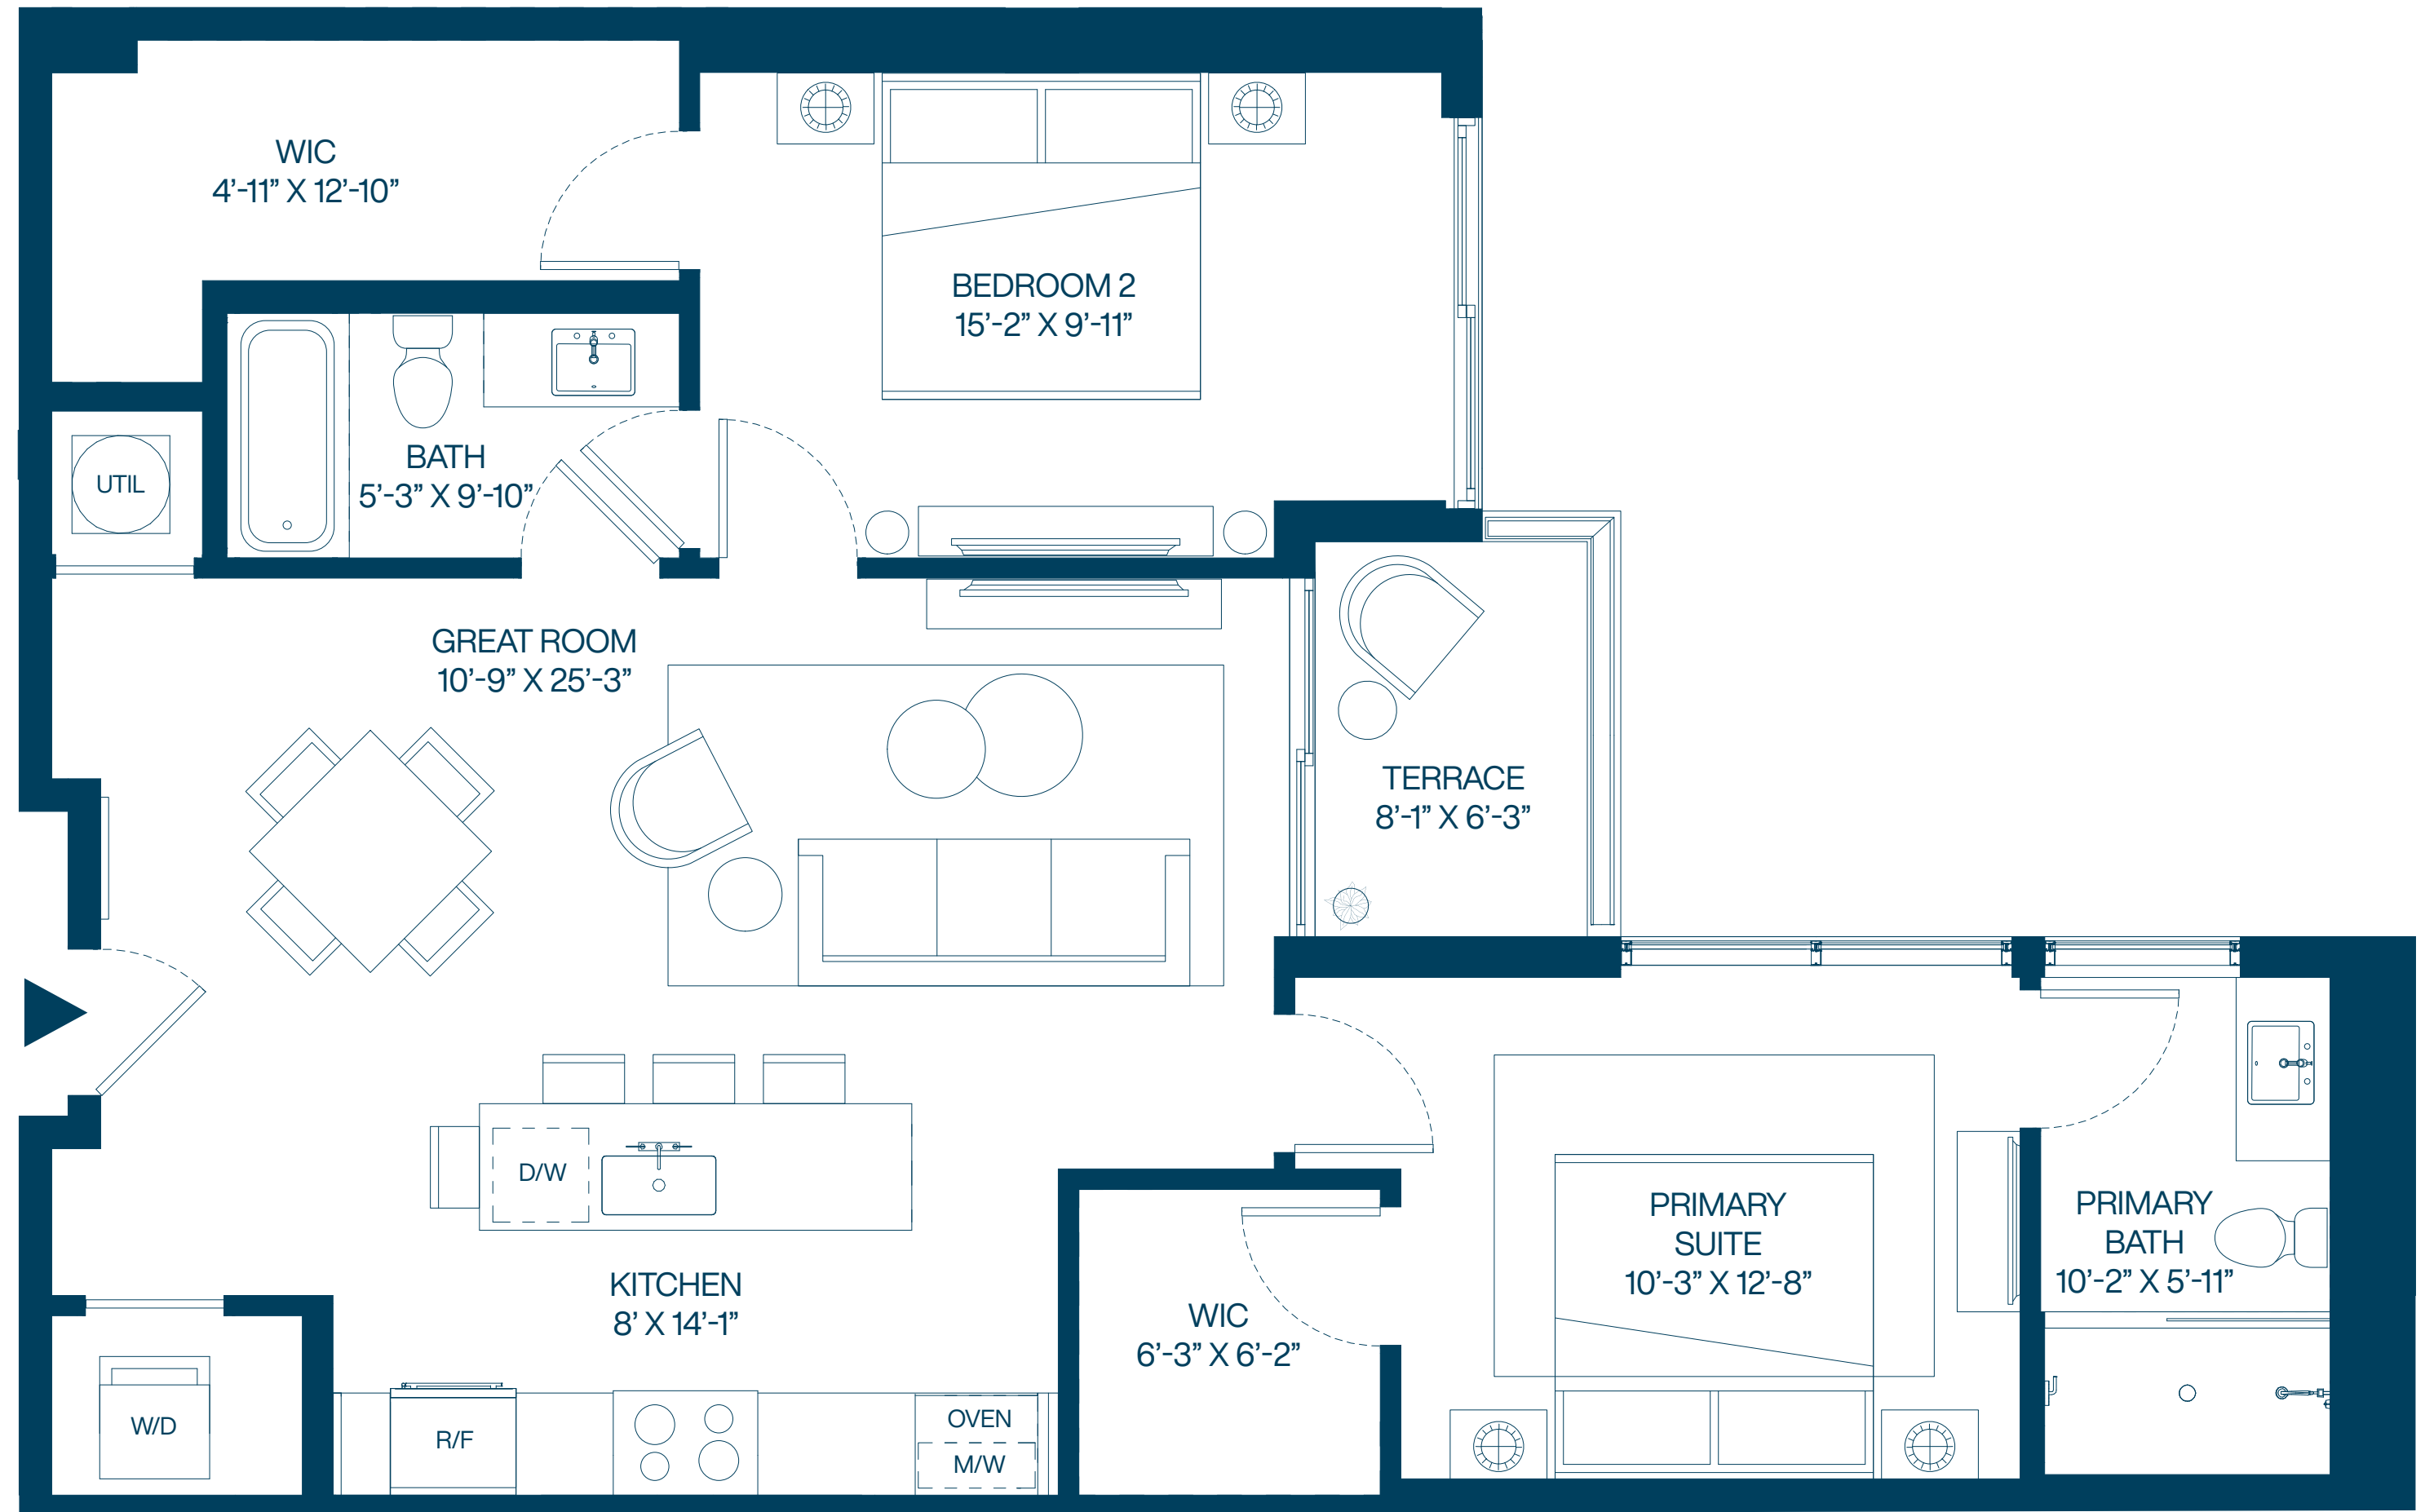 WIC
4’-11” X 12’-10”
BEDROOM 2
15’-2” X 9’-11”
BATH
5’-3” X 9’-10”
UTIL
GREAT ROOM
10’-9” X 25’-3”
TERRACE
8’-1” X 6’-3”
D/W
KITCHEN
8’ X 14’-1”
WIC
6’-3” X 6’-2”
PRIMARY
SUITE
10’-3” X 12’-8”
PRIMARY
BATH
10’-2” X 5’-11”
W/D
R/F
OVEN
M/W